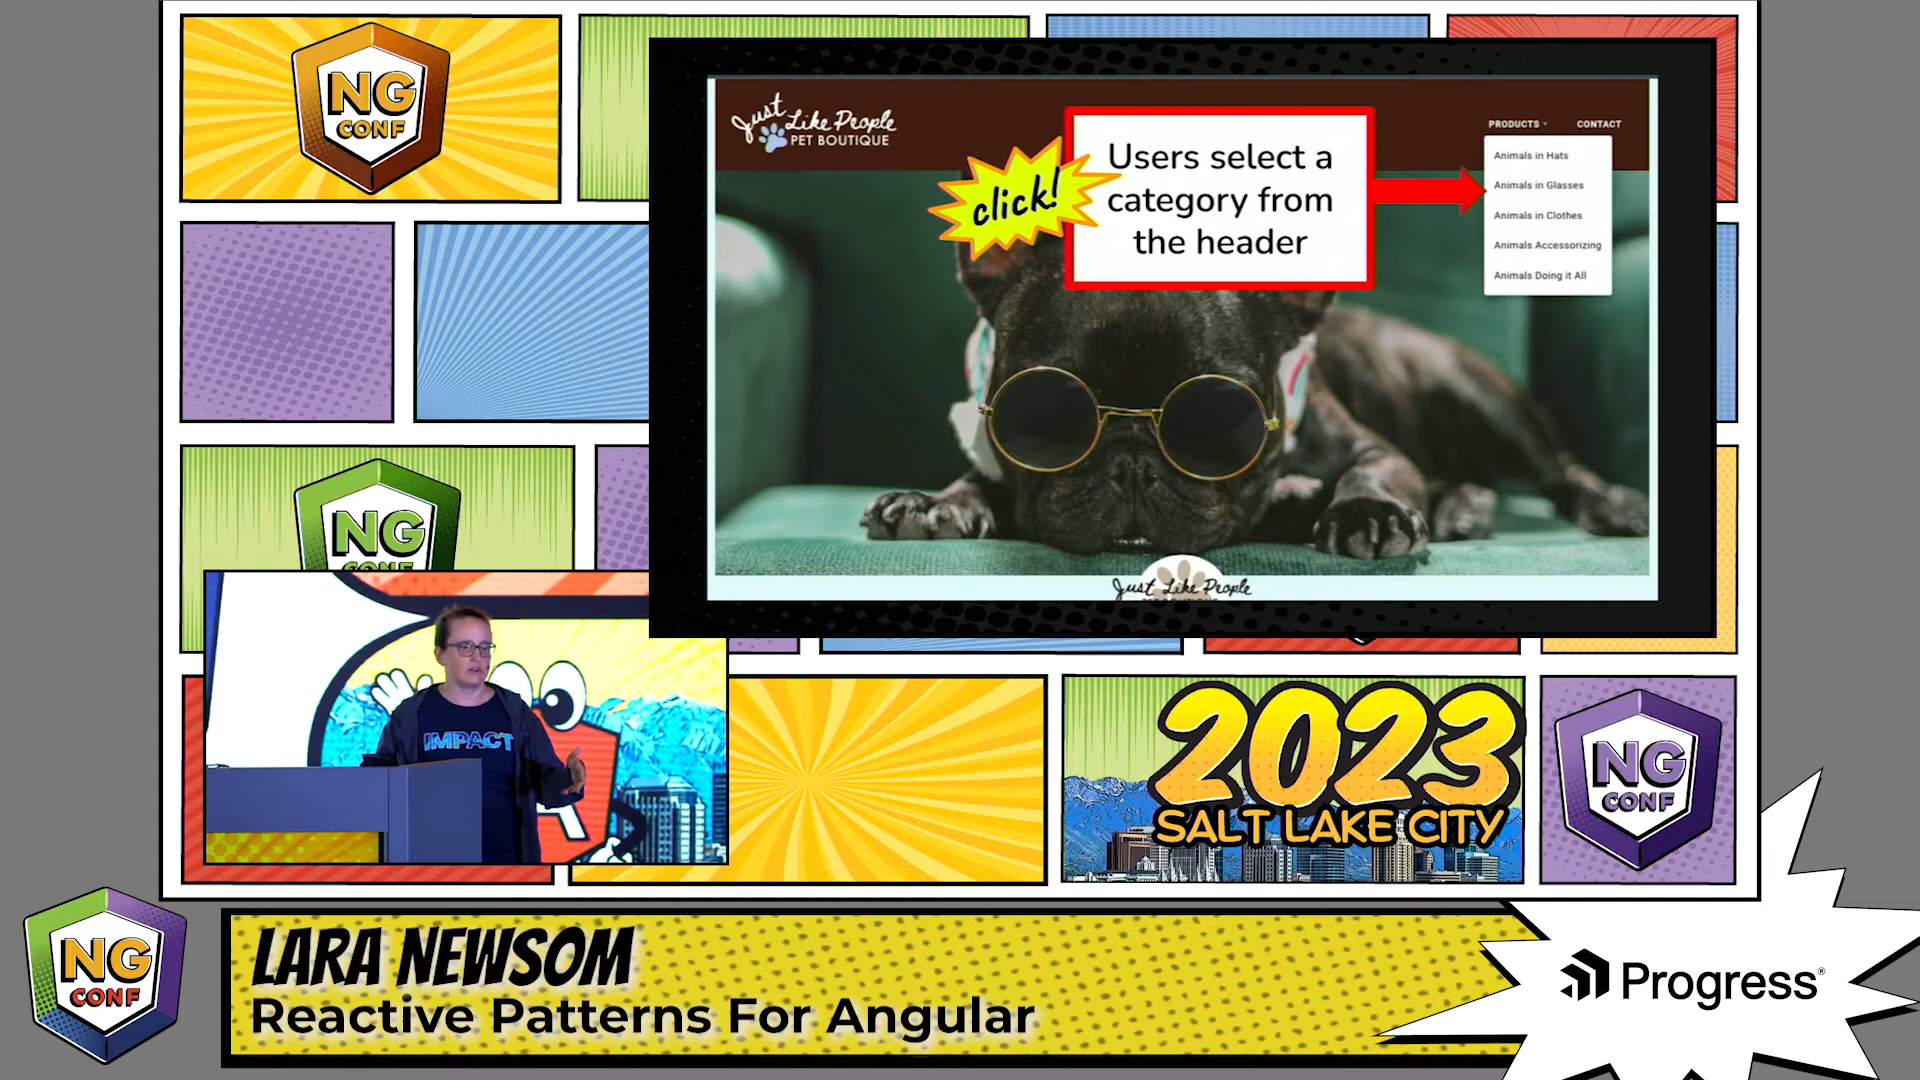 NG
CONF
Just Like People
PET BOUTIQUE
PRODUCTS
CONTACT
Users select a
category from
the header
click!
Animals in Hats
Animals in Glasses
Animals in Clothes
Animals Accessorizing
Animals Doing it All
Just Like People
NG
CONF
IMPACT
2023
SALT LAKE CITY
NG
CONF
NG
CONF
LARA NEWSOM
Reactive Patterns For Angular
Progress®